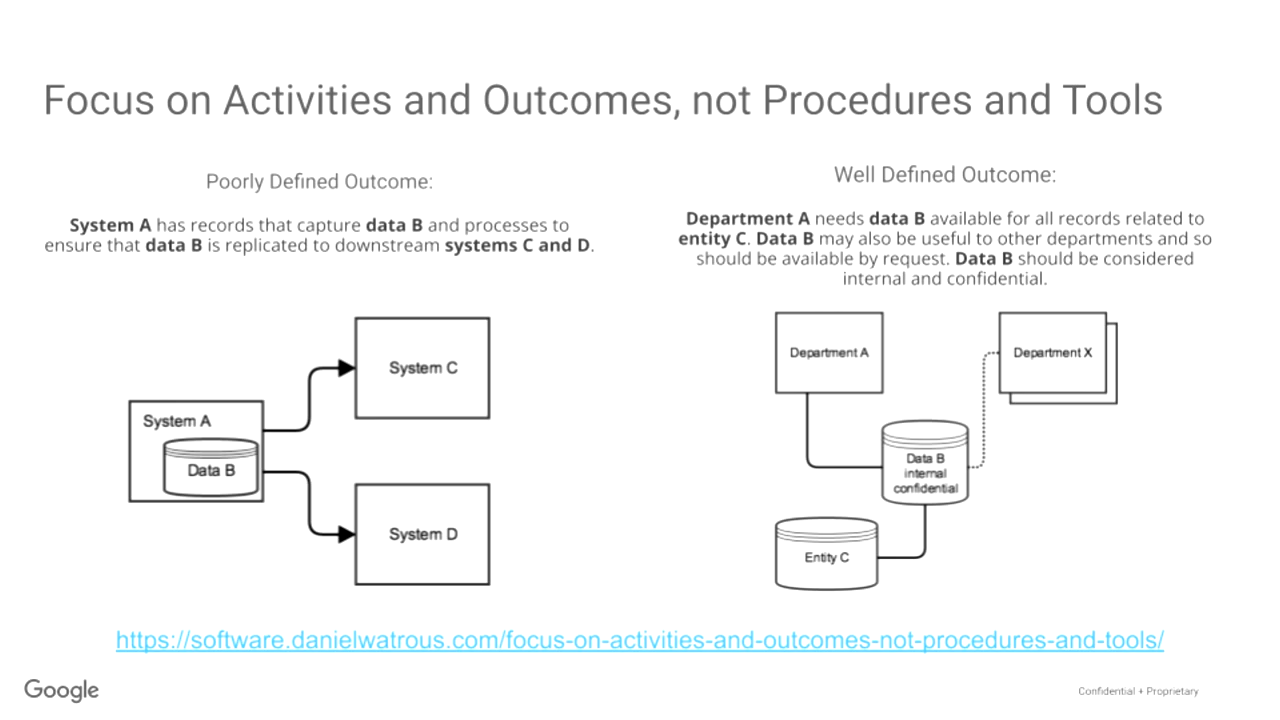 Focus on Activities and Outcomes, not Procedures and Tools
Poorly Defined Outcome:
System A has records that capture data B and processes to
ensure that data B is replicated to downstream systems C and D.
System C
System A
Data B
System D
Well Defined Outcome:
Department A needs data B available for all records related to
entity C. Data B may also be useful to other departments and so
should be available by request. Data B should be considered
internal and confidential.
Department A
Department X
Data B
internal
confidential
Entity C
https://software.danielwatrous.com/focus-on-activities-and-outcomes-not-procedures-and-tools/
Google
Confidential + Proprietary